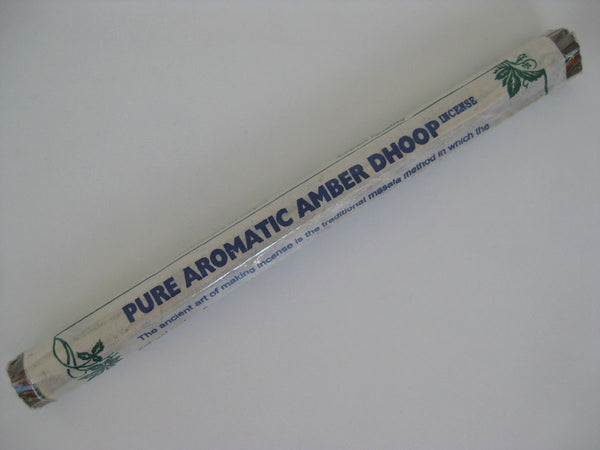 PURE AROMATIC AMBER DHOOP INCENSE
The ancient art of making incense is the traditional masala method in which the